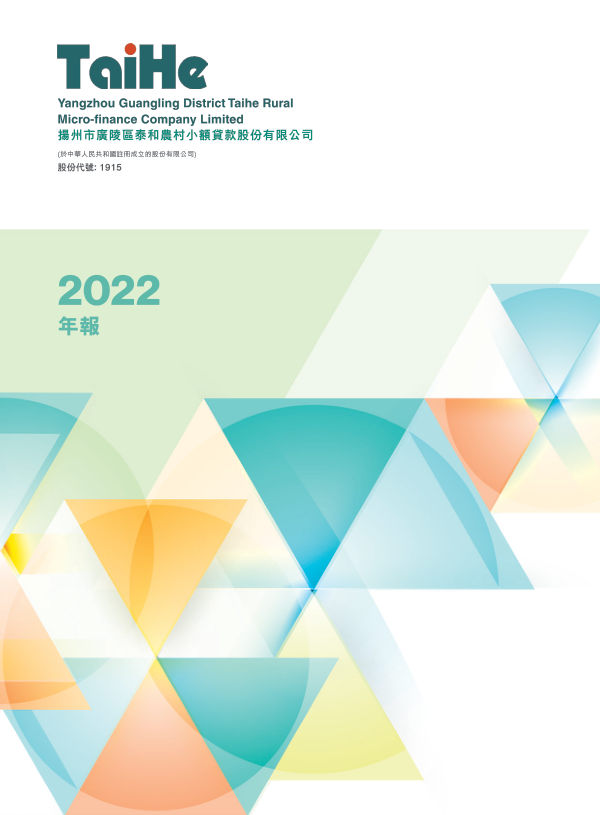 TaiHe
Yangzhou Guangling District Taihe Rural
Micro-finance Company Limited
揚州市廣陵區泰和農村小額貸款股份有限公司
(於中華人民共和國註冊成立的股份有限公司)
股份代號: 1915
2022
年報